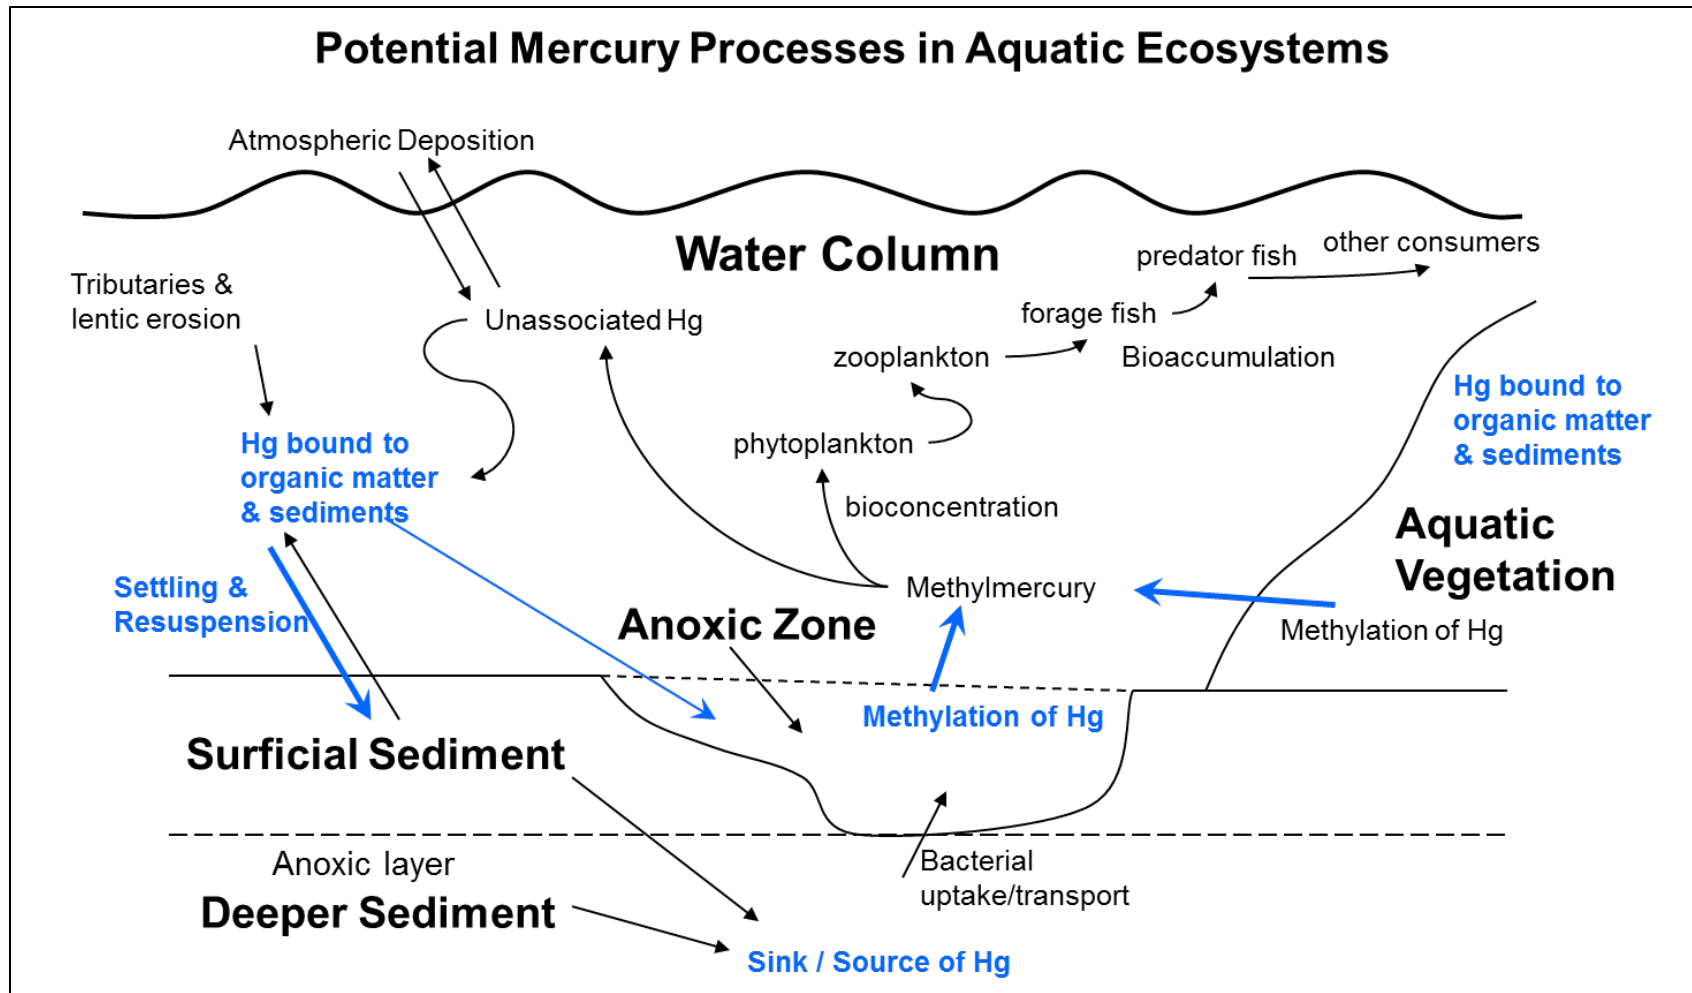 Potential Mercury Processes in Aquatic Ecosystems
Atmospheric Deposition
Water Column
predator fish
other consumers
Tributaries &
lentic erosion
Unassociated Hg
forage fish
zooplankton
Bioaccumulation
Hg bound to
organic matter
& sediments
phytoplankton
Hg bound to
organic matter
& sediments
bioconcentration
Aquatic
Vegetation
Settling &
Resuspension
Methylmercury
Anoxic Zone
Methylation of Hg
Methylation of Hg
Surficial Sediment
Anoxic layer
Bacterial
uptake/transport
Deeper Sediment
Sink / Source of Hg